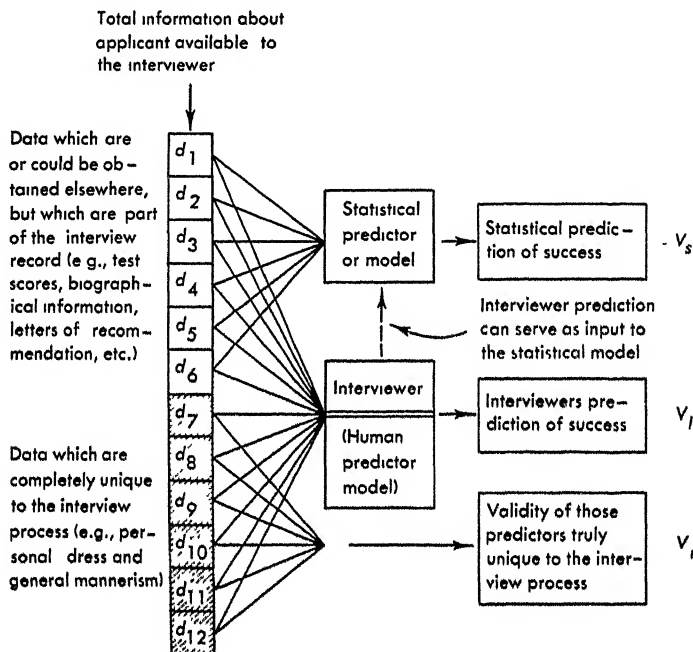 Total information about
applicant available to
the interviewer
Data which are
or could be ob-
tained elsewhere,
but which are part
of the interview
record (e g., test
scores, biograph-
ical information,
letters of recom-
mendation, etc.)
Data which are
completely unique
to the interview
process (e.g., per-
sonal dress and
general mannerism)
d1
d2
d3
d4
d5
d6
d7
d8
d9
d10
d11
d12
Statistical
predictor
or model
Statistical predic-
tion of success
Vs
Interviewer prediction
can serve as input to
the statistical model
Interviewer
(Human
predictor
model)
Interviewers pre-
diction of success
Validity of those
predictors truly
unique to the inter-
view process